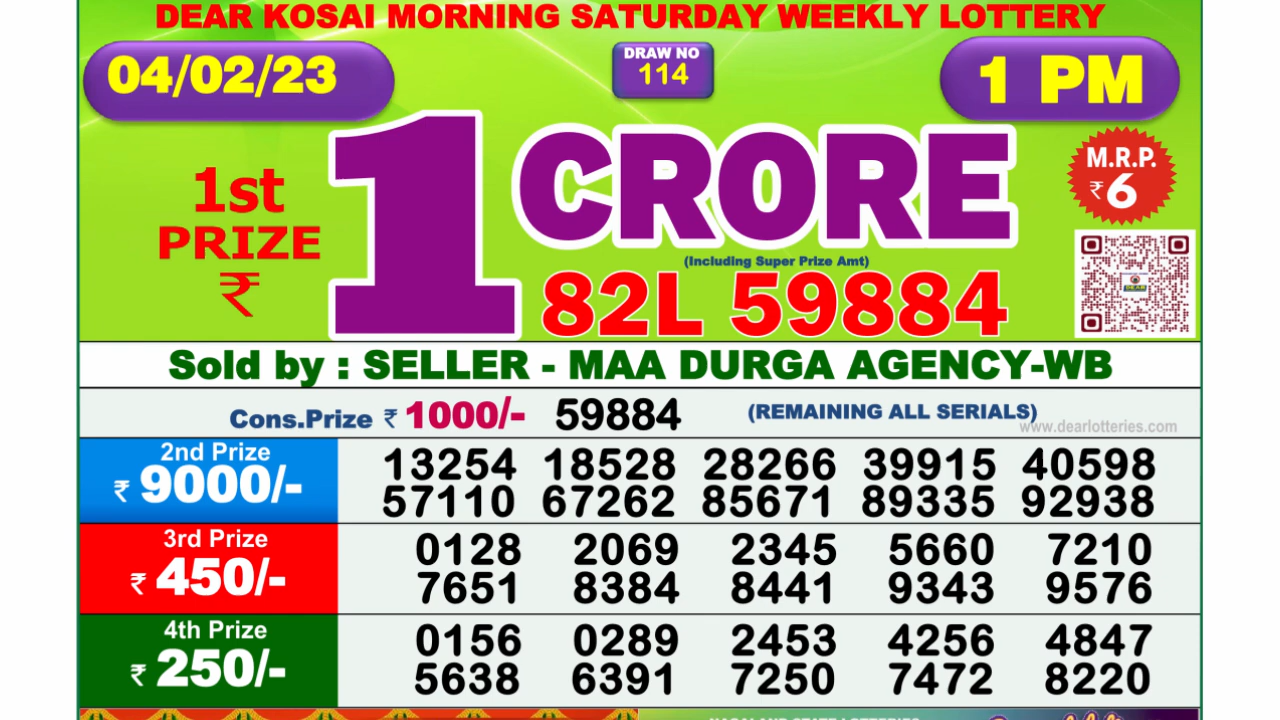 DEAR KOSAI MORNING SATURDAY WEEKLY LOTTERY
04/02/23
DRAW NO
114
1 PM
1st
PRIZE
₹
1 CRORE
(Including Super Prize Amt)
82L 59884
M.R.P.
₹ 6
DEAR
Sold by : SELLER - MAA DURGA AGENCY-WB
Cons.Prize ₹ 1000/- 59884 (REMAINING ALL SERIALS)
www.dearlotteries.com
2nd Prize
₹ 9000/-
13254 18528 28266 39915 40598
57110 67262 85671 89335 92938
3rd Prize
₹ 450/-
0128 2069 2345 5660 7210
7651 8384 8441 9343 9576
4th Prize
₹ 250/-
0156 0289 2453 4256 4847
5638 6391 7250 7472 8220
NAGALAND STATE LOTTERIES